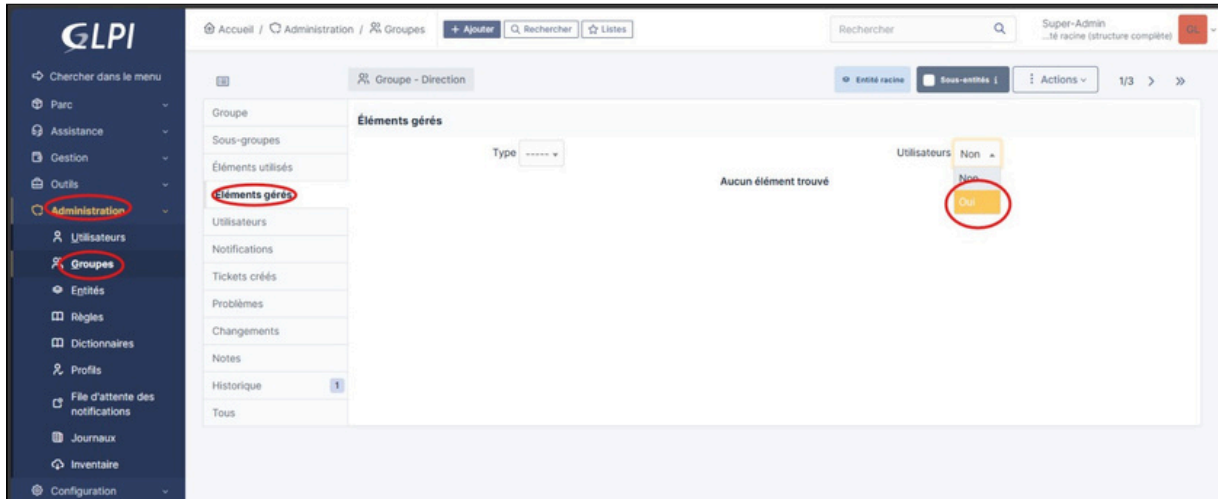 GLPI
Accueil / Administration / Groupes
+ Ajouter
Rechercher
Listes
Rechercher
Super-Admin
...té racine (structure complète)
GL
Chercher dans le menu
Parc
Assistance
Gestion
Outils
Administration
Utilisateurs
Groupes
Entités
Règles
Dictionnaires
Profils
File d'attente des
notifications
Journaux
Inventaire
Configuration
Groupe - Direction
Entité racine
Sous-entités
Actions
1/3
Groupe
Sous-groupes
Éléments utilisés
Éléments gérés
Utilisateurs
Notifications
Tickets créés
Problèmes
Changements
Notes
Historique 1
Tous
Éléments gérés
Type -----
Utilisateurs Non
Non
Oui
Aucun élément trouvé